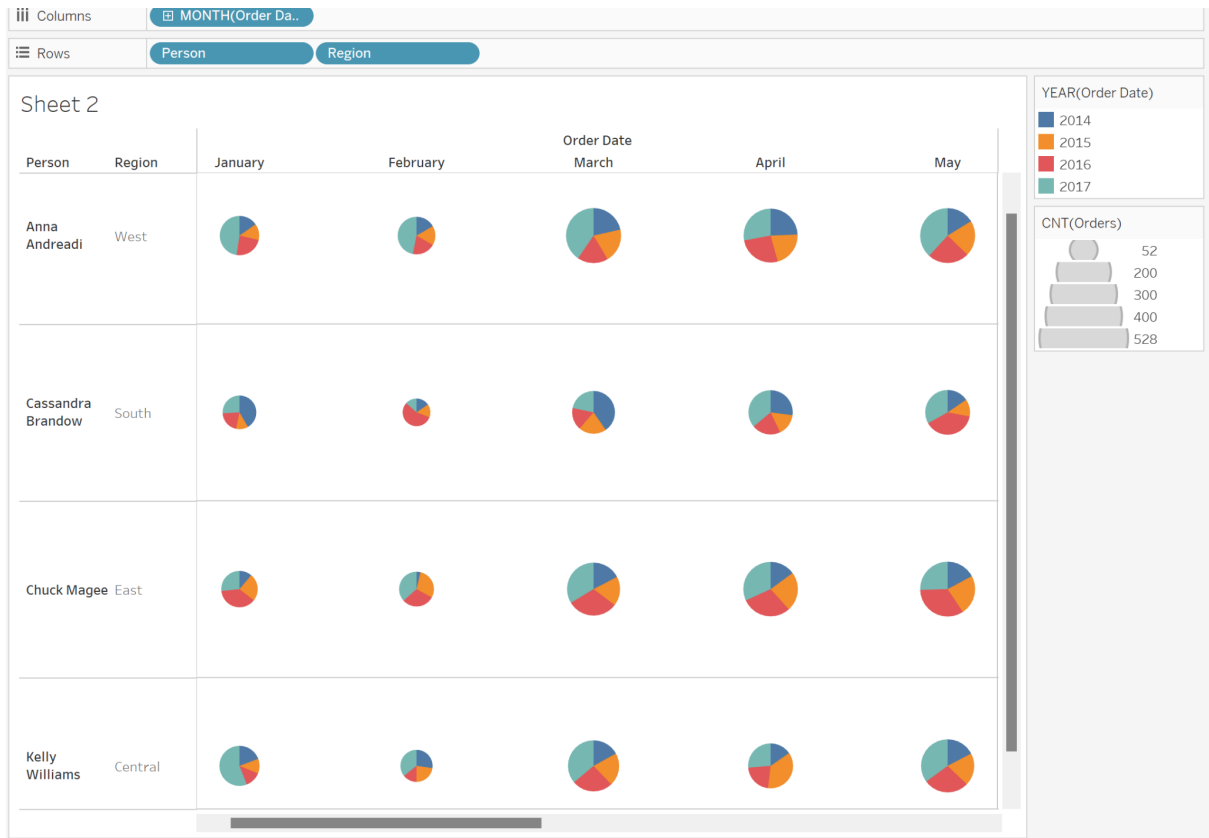 Columns
MONTH(Order Da..
Rows
Person
Region
Sheet 2
Order Date
Person Region January February March April May
Anna
Andreadi
West
Cassandra
Brandow
South
Chuck Magee East
Kelly
Williams
Central
YEAR(Order Date)
2014
2015
2016
2017
CNT(Orders)
52
200
300
400
528